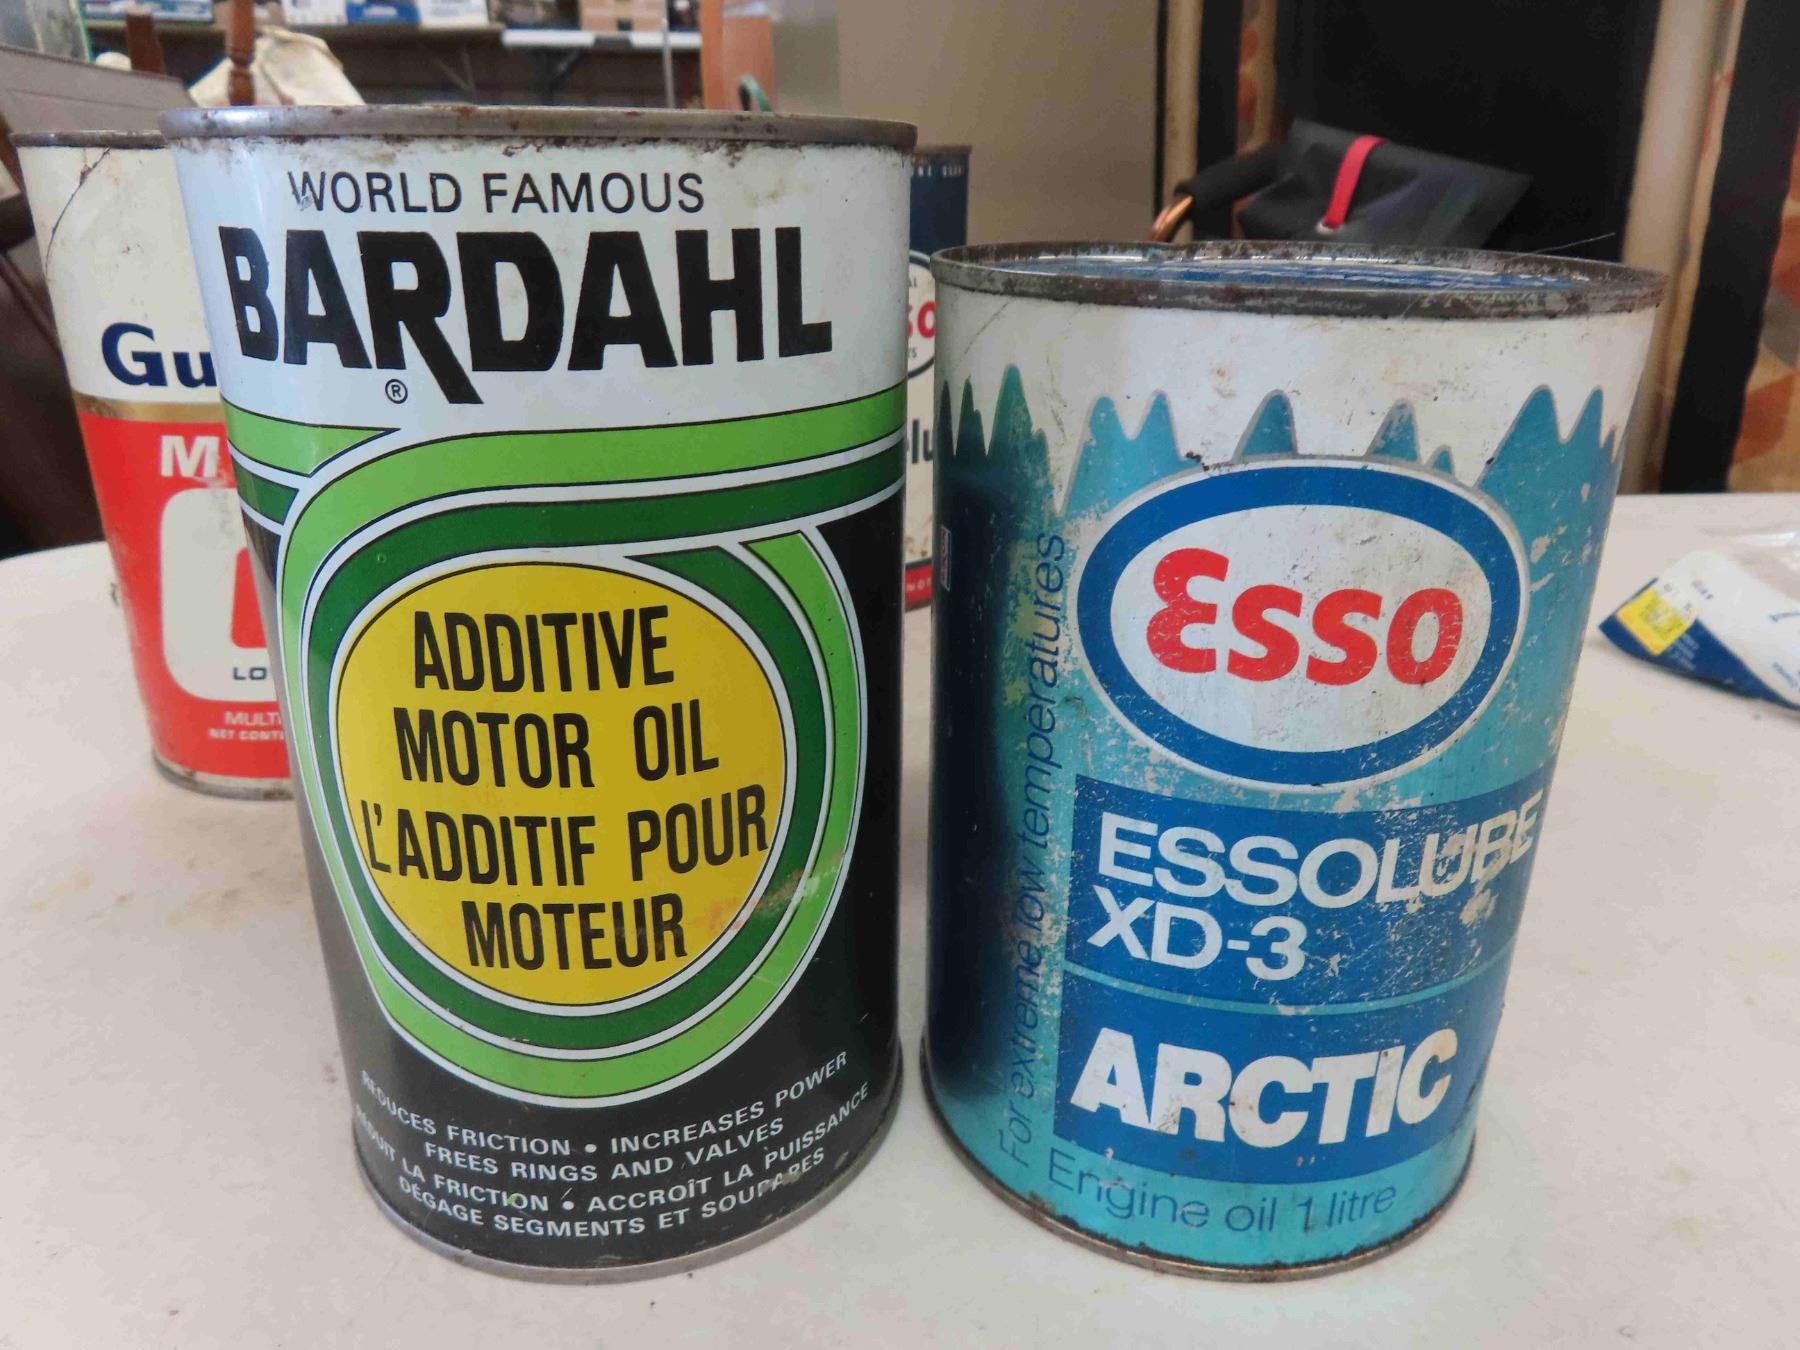 WORLD FAMOUS
BARDAHL
®
ADDITIVE
MOTOR OIL
L'ADDITIF POUR
MOTEUR
REDUCES FRICTION • INCREASES POWER
FREES RINGS AND VALVES
RÉDUIT LA FRICTION • ACCROÎT LA PUISSANCE
DÉGAGE SEGMENTS ET SOUPAPES
Esso
ESSOLUBE
XD-3
ARCTIC
Engine oil 1 litre
For extreme low temperatures
Gu
M
LO
MULTI
NET CONT